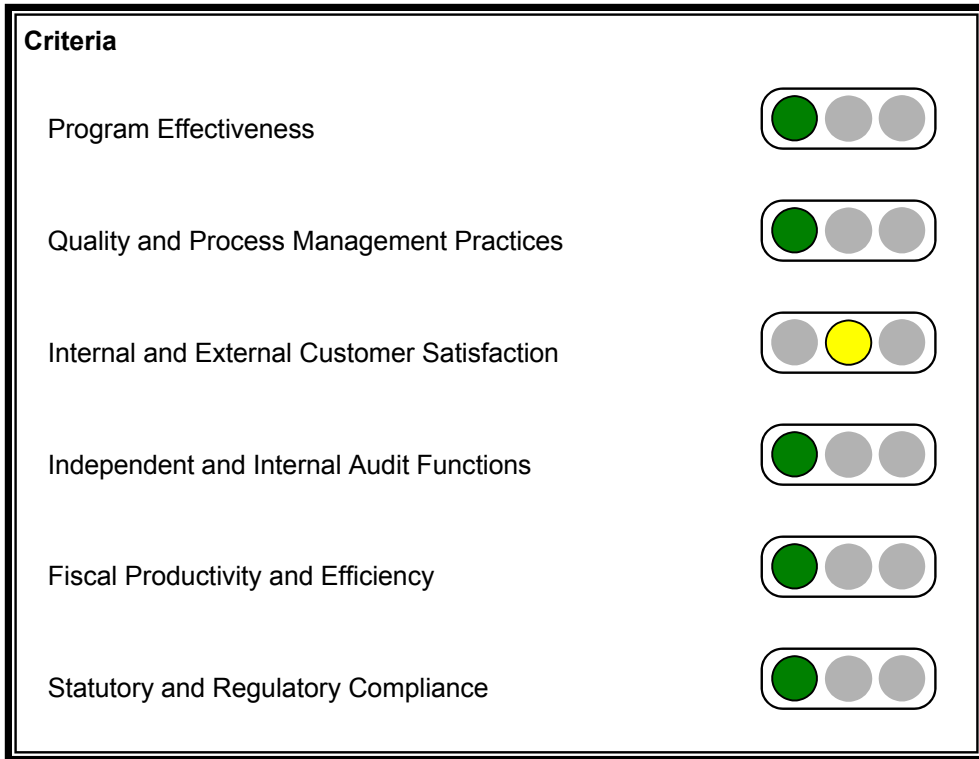 Criteria
Program Effectiveness
Quality and Process Management Practices
Internal and External Customer Satisfaction
Independent and Internal Audit Functions
Fiscal Productivity and Efficiency
Statutory and Regulatory Compliance